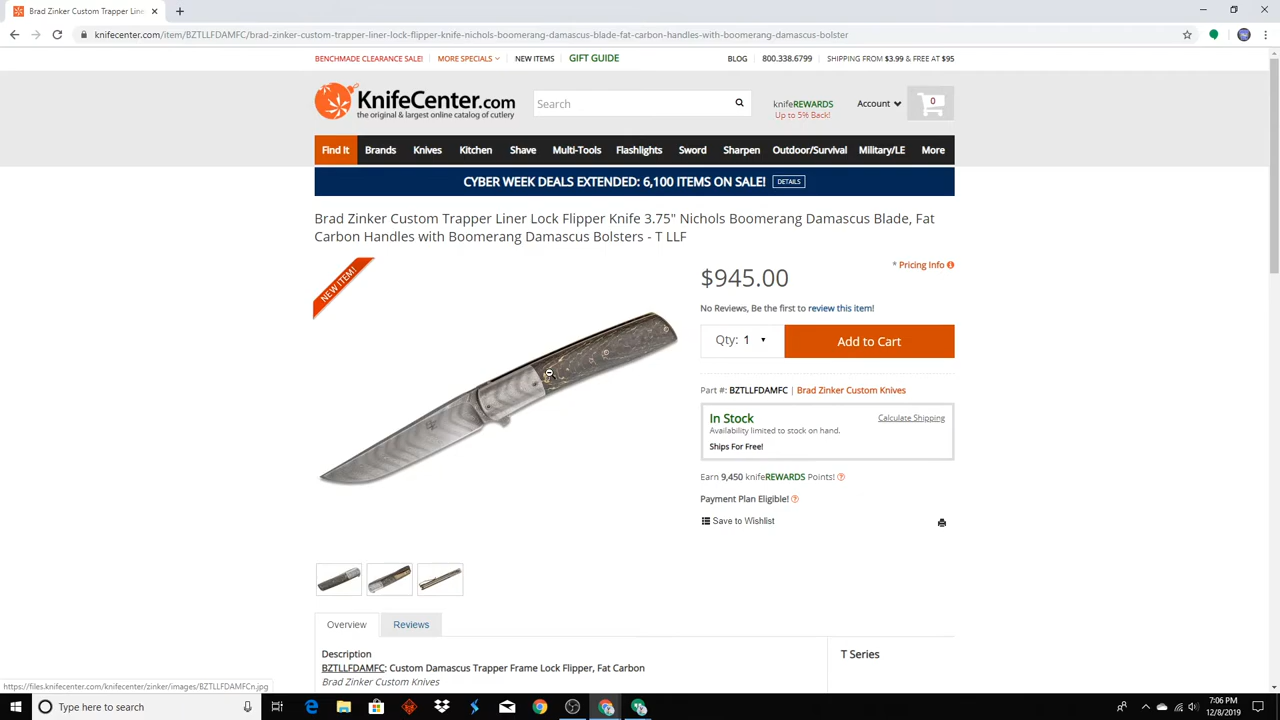 Brad Zinker Custom Trapper Line
knifecenter.com/item/BZTLLFDAMFC/brad-zinker-custom-trapper-liner-lock-flipper-knife-nichols-boomerang-damascus-blade-fat-carbon-handles-with-boomerang-damascus-bolster
BENCHMADE CLEARANCE SALE! MORE SPECIALS NEW ITEMS GIFT GUIDE BLOG 800.338.6799 SHIPPING FROM $3.99 & FREE AT $95
KnifeCenter.com
the original & largest online catalog of cutlery
Search
knifeREWARDS
Up to 5% Back!
Account
0
Find It Brands Knives Kitchen Shave Multi-Tools Flashlights Sword Sharpen Outdoor/Survival Military/LE More
CYBER WEEK DEALS EXTENDED: 6,100 ITEMS ON SALE! DETAILS
Brad Zinker Custom Trapper Liner Lock Flipper Knife 3.75" Nichols Boomerang Damascus Blade, Fat
Carbon Handles with Boomerang Damascus Bolsters - T LLF
NEW ITEM!
* Pricing Info
$945.00
No Reviews, Be the first to review this item!
Qty: 1
Add to Cart
Part #: BZTLLFDAMFC | Brad Zinker Custom Knives
In Stock
Calculate Shipping
Availability limited to stock on hand.
Ships For Free!
Earn 9,450 knifeREWARDS Points!
Payment Plan Eligible!
Save to Wishlist
Overview Reviews
Description
BZTLLFDAMFC: Custom Damascus Trapper Frame Lock Flipper, Fat Carbon
Brad Zinker Custom Knives
T Series
https://files.knifecenter.com/knifecenter/zinker/images/BZTLLFDAMFCn.jpg
Type here to search
7:06 PM
12/8/2019